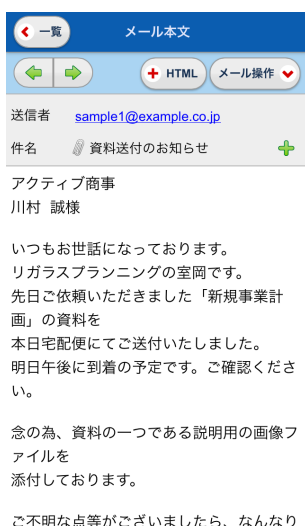 一覧
メール本文
HTML
メール操作
送信者 sample1@example.co.jp
件名 資料送付のお知らせ
アクティブ商事
川村 誠様
いつもお世話になっております。
リガラスプランニングの室岡です。
先日ご依頼いただきました「新規事業計
画」の資料を
本日宅配便にてご送付いたしました。
明日午後に到着の予定です。ご確認くださ
い。
念の為、資料の一つである説明用の画像フ
ァイルを
添付しております。
ご不明な点等がございましたら、なんなり